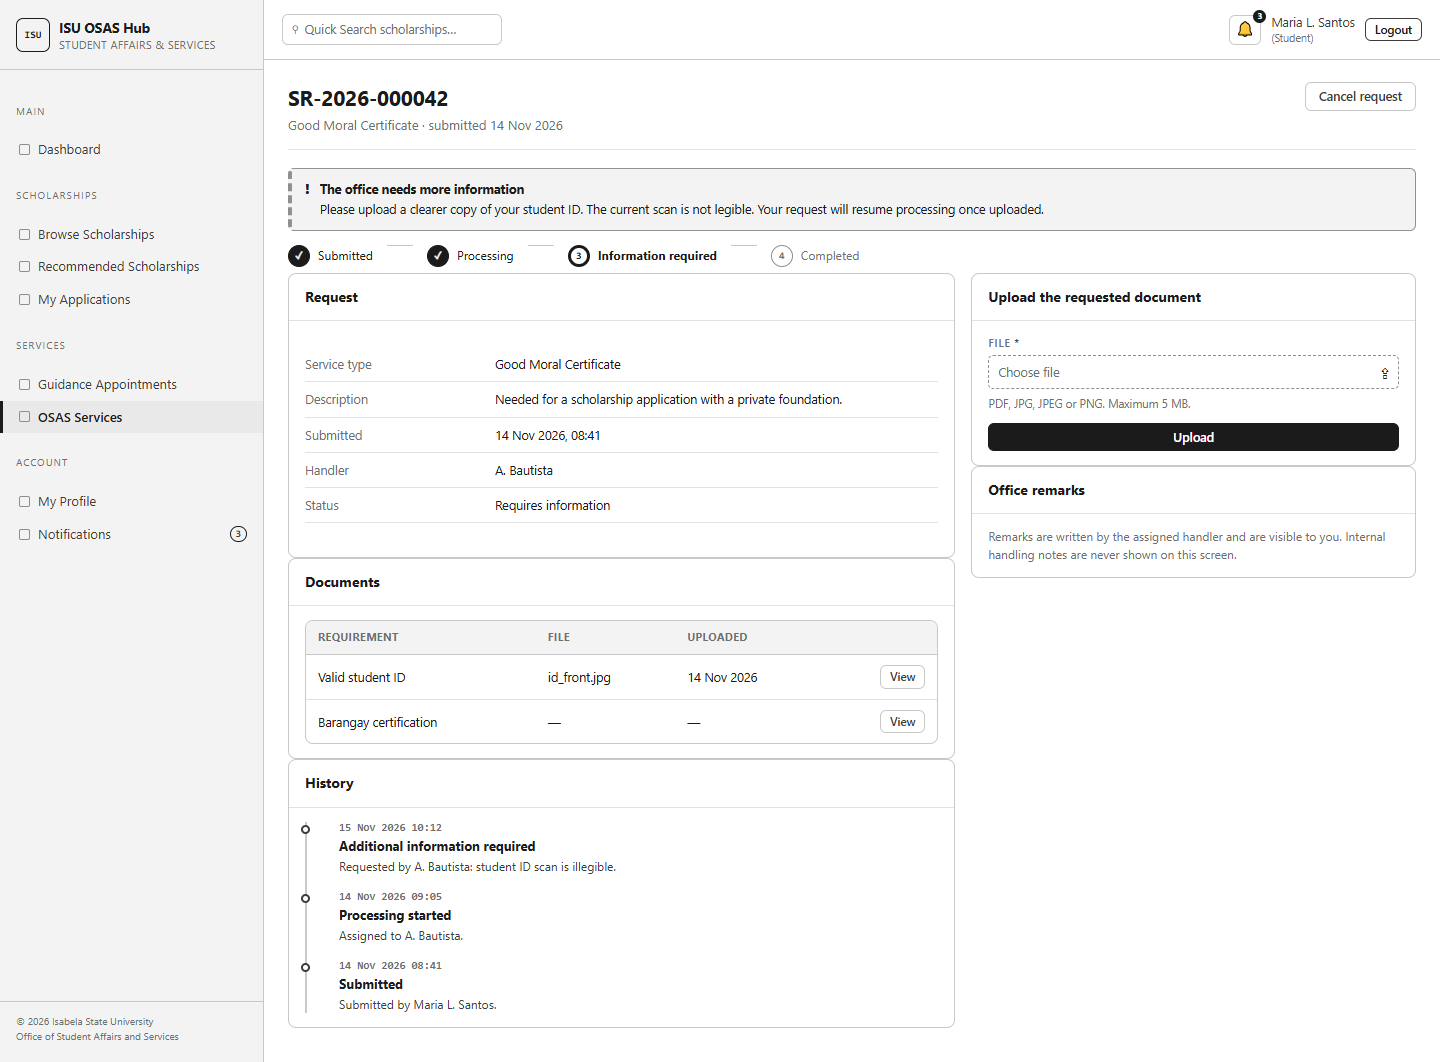 ISU
ISU OSAS Hub
STUDENT AFFAIRS & SERVICES
Quick Search scholarships...
3
Maria L. Santos
(Student)
Logout
MAIN
Dashboard
SCHOLARSHIPS
Browse Scholarships
Recommended Scholarships
My Applications
SERVICES
Guidance Appointments
OSAS Services
ACCOUNT
My Profile
Notifications 3
© 2026 Isabela State University
Office of Student Affairs and Services
SR-2026-000042
Cancel request
Good Moral Certificate · submitted 14 Nov 2026
! The office needs more information
Please upload a clearer copy of your student ID. The current scan is not legible. Your request will resume processing once uploaded.
✓ Submitted ✓ Processing 3 Information required 4 Completed
Request
Service type Good Moral Certificate
Description Needed for a scholarship application with a private foundation.
Submitted 14 Nov 2026, 08:41
Handler A. Bautista
Status Requires information
Documents
REQUIREMENT FILE UPLOADED
Valid student ID id_front.jpg 14 Nov 2026 View
Barangay certification — — View
History
15 Nov 2026 10:12
Additional information required
Requested by A. Bautista: student ID scan is illegible.
14 Nov 2026 09:05
Processing started
Assigned to A. Bautista.
14 Nov 2026 08:41
Submitted
Submitted by Maria L. Santos.
Upload the requested document
FILE *
Choose file
PDF, JPG, JPEG or PNG. Maximum 5 MB.
Upload
Office remarks
Remarks are written by the assigned handler and are visible to you. Internal
handling notes are never shown on this screen.